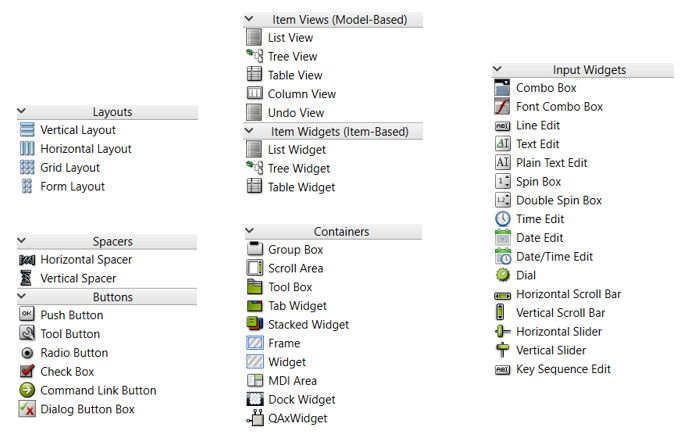 Layouts
Vertical Layout
Horizontal Layout
Grid Layout
Form Layout
Spacers
Horizontal Spacer
Vertical Spacer
Buttons
Push Button
Tool Button
Radio Button
Check Box
Command Link Button
Dialog Button Box
Item Views (Model-Based)
List View
Tree View
Table View
Column View
Undo View
Item Widgets (Item-Based)
List Widget
Tree Widget
Table Widget
Containers
Group Box
Scroll Area
Tool Box
Tab Widget
Stacked Widget
Frame
Widget
MDI Area
Dock Widget
QAxWidget
Input Widgets
Combo Box
Font Combo Box
Line Edit
Text Edit
Plain Text Edit
Spin Box
Double Spin Box
Time Edit
Date Edit
Date/Time Edit
Dial
Horizontal Scroll Bar
Vertical Scroll Bar
Horizontal Slider
Vertical Slider
Key Sequence Edit